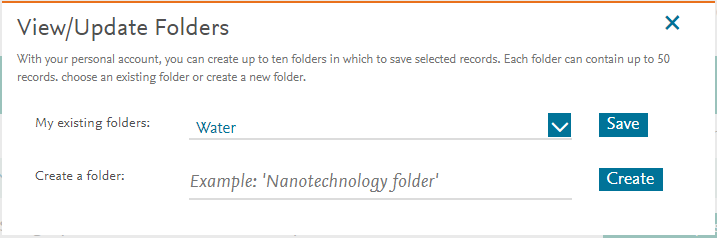 View/Update Folders
With your personal account, you can create up to ten folders in which to save selected records. Each folder can contain up to 50
records. choose an existing folder or create a new folder.
My existing folders: Water Save
Create a folder: Example: 'Nanotechnology folder' Create